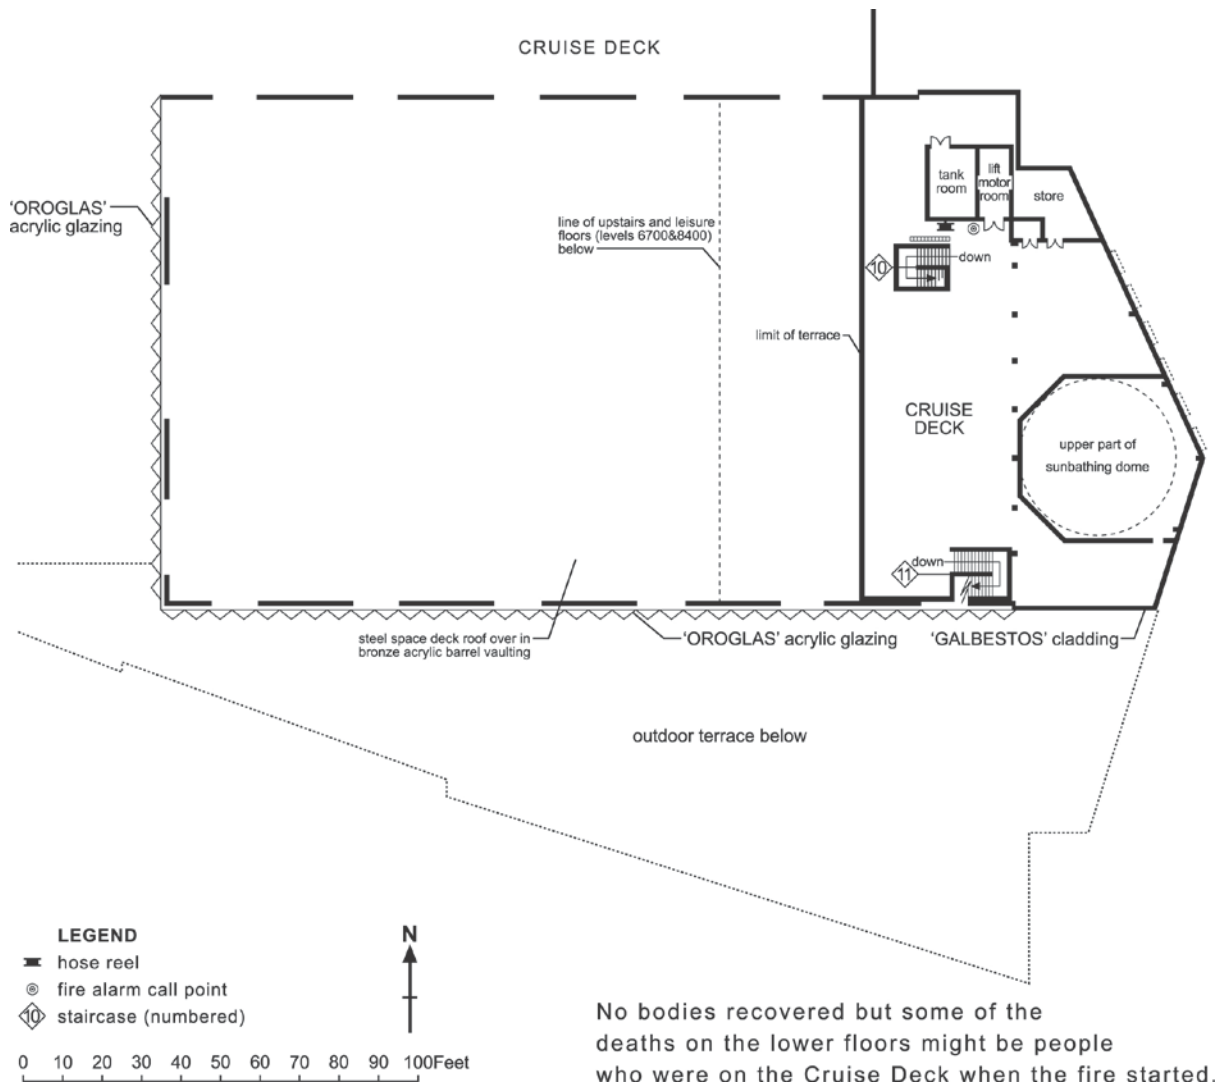 CRUISE DECK
'OROGLAS'
acrylic glazing
tank
room
lift
motor
room
store
line of upstairs and leisure
floors (levels 6700&8400)
below
down
10
limit of terrace
CRUISE
DECK
upper part of
sunbathing dome
down
11
steel space deck roof over in
bronze acrylic barrel vaulting
'OROGLAS' acrylic glazing
'GALBESTOS' cladding
outdoor terrace below
LEGEND
hose reel
fire alarm call point
10 staircase (numbered)
N
0 10 20 30 40 50 60 70 80 90 100Feet
No bodies recovered but some of the
deaths on the lower floors might be people
who were on the Cruise Deck when the fire started.